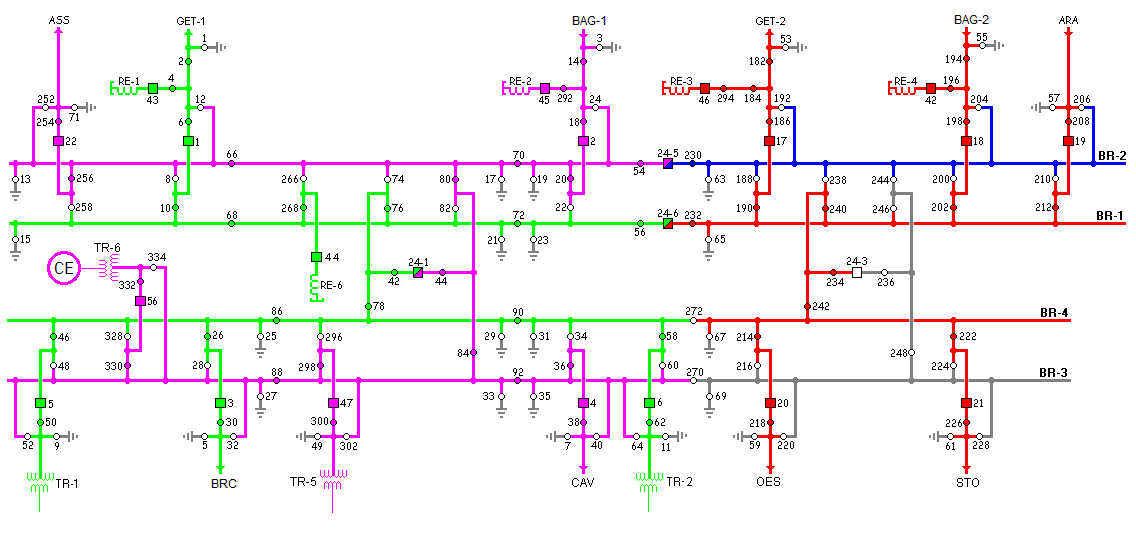 ASS GET-1 BAG-1 GET-2 BAG-2 ARA
1 3 53 55
2 14 182 194
RE-1 4 RE-2 RE-3 RE-4 196
43 45 292 46 294 184 42
252 71 12 24 192 204 57 206
254 6 18 186 198 208
22 1 2 17 18 19
66 70 24-5 230 BR-2
54
13 256 8 266 74 80 17 19 20 63 188 238 244 200 210
258 10 268 76 82 22 190 240 246 202 212
68 72 24-6 232 BR-1
56
15 21 23 65
TR-6 334 44 24-1 24-3
CE 332 RE-6 42 44 234 236
56
78 242
86 90 272 BR-4
46 328 26 25 296 29 31 34 58 67 214 222
84 248
48 330 28 298 36 60 216 224
88 92 270 BR-3
27 33 35 69
5 3 47 4 6 20 21
50 30 300 38 62 218 226
52 9 5 32 49 302 7 40 64 11 59 220 61 228
TR-1 BRC TR-5 CAV TR-2 OES STO